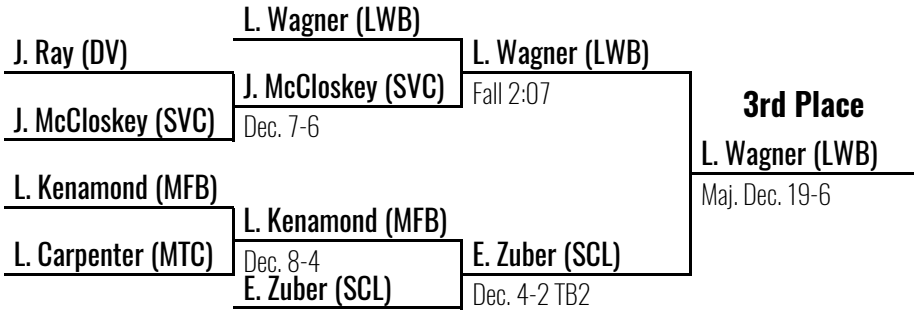 L. Wagner (LWB)
J. Ray (DV)
L. Wagner (LWB)
J. McCloskey (SVC)
Fall 2:07
3rd Place
J. McCloskey (SVC)
Dec. 7-6
L. Wagner (LWB)
L. Kenamond (MFB)
Maj. Dec. 19-6
L. Kenamond (MFB)
L. Carpenter (MTC)
Dec. 8-4
E. Zuber (SCL)
E. Zuber (SCL)
Dec. 4-2 TB2